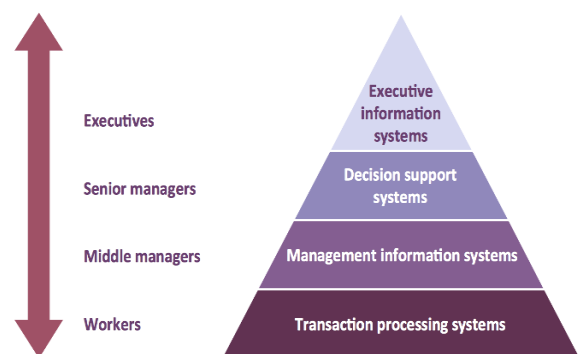 Executives
Executive
information
systems
Senior managers
Decision support
systems
Middle managers
Management information systems
Workers
Transaction processing systems